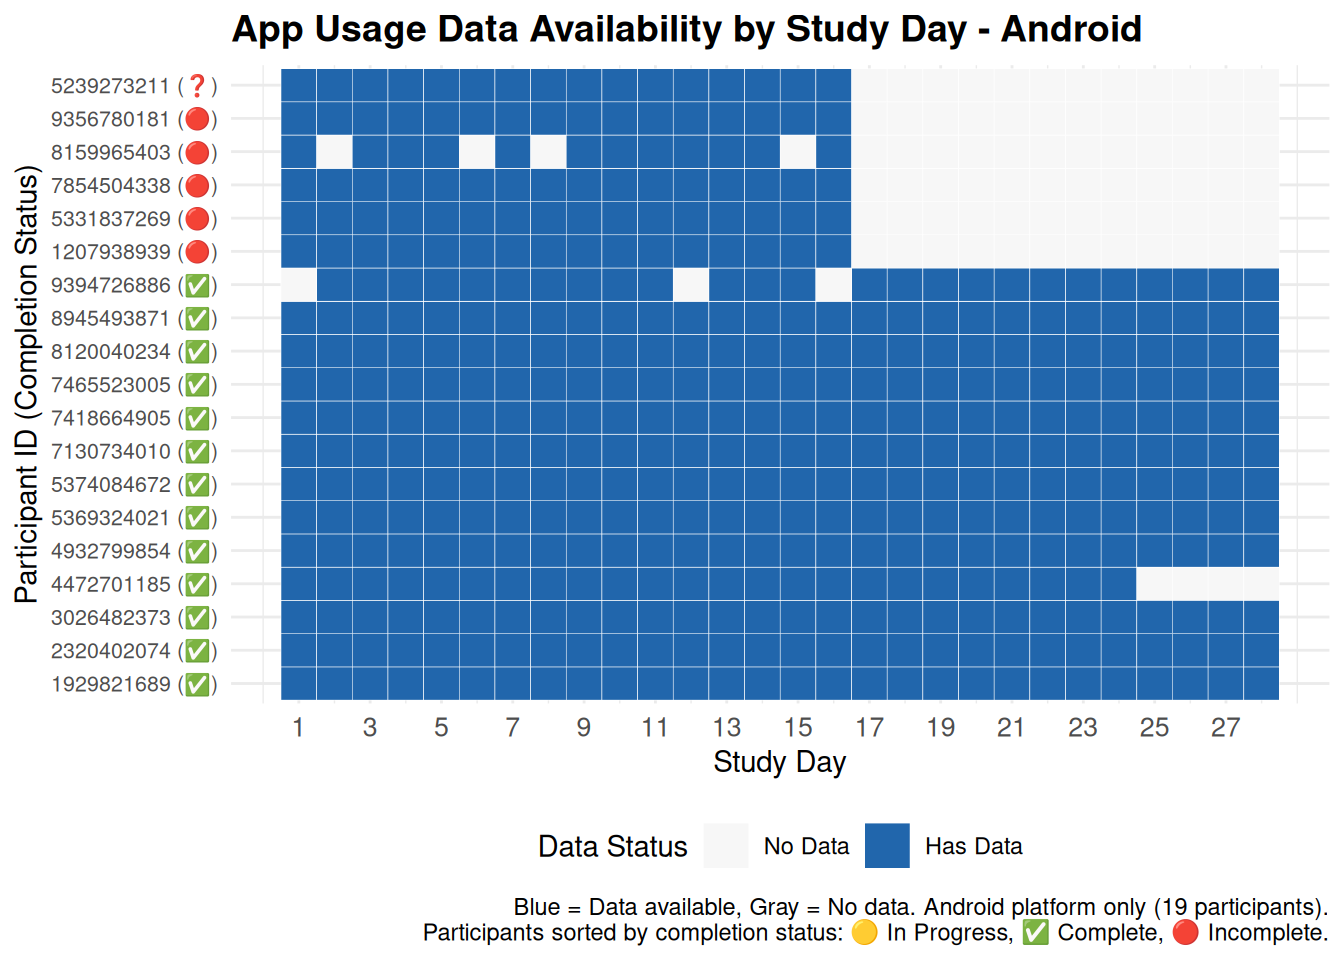 App Usage Data Availability by Study Day - Android
Participant ID (Completion Status)
5239273211 (❓)
9356780181 (🔴)
8159965403 (🔴)
7854504338 (🔴)
5331837269 (🔴)
1207938939 (🔴)
9394726886 (✅)
8945493871 (✅)
8120040234 (✅)
7465523005 (✅)
7418664905 (✅)
7130734010 (✅)
5374084672 (✅)
5369324021 (✅)
4932799854 (✅)
4472701185 (✅)
3026482373 (✅)
2320402074 (✅)
1929821689 (✅)
1 3 5 7 9 11 13 15 17 19 21 23 25 27
Study Day
Data Status No Data Has Data
Blue = Data available, Gray = No data. Android platform only (19 participants).
Participants sorted by completion status: 🟡 In Progress, ✅ Complete, 🔴 Incomplete.